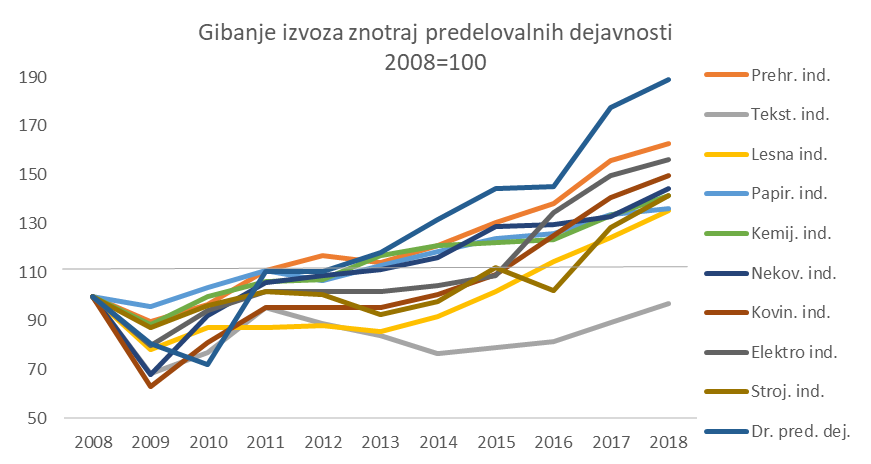 Gibanje izvoza znotraj predelovalnih dejavnosti
2008=100
190
170
150
130
110
90
70
50
2008 2009 2010 2011 2012 2013 2014 2015 2016 2017 2018
Prehr. ind.
Tekst. ind.
Lesna ind.
Papir. ind.
Kemij. ind.
Nekov. ind.
Kovin. ind.
Elektro ind.
Stroj. ind.
Dr. pred. dej.